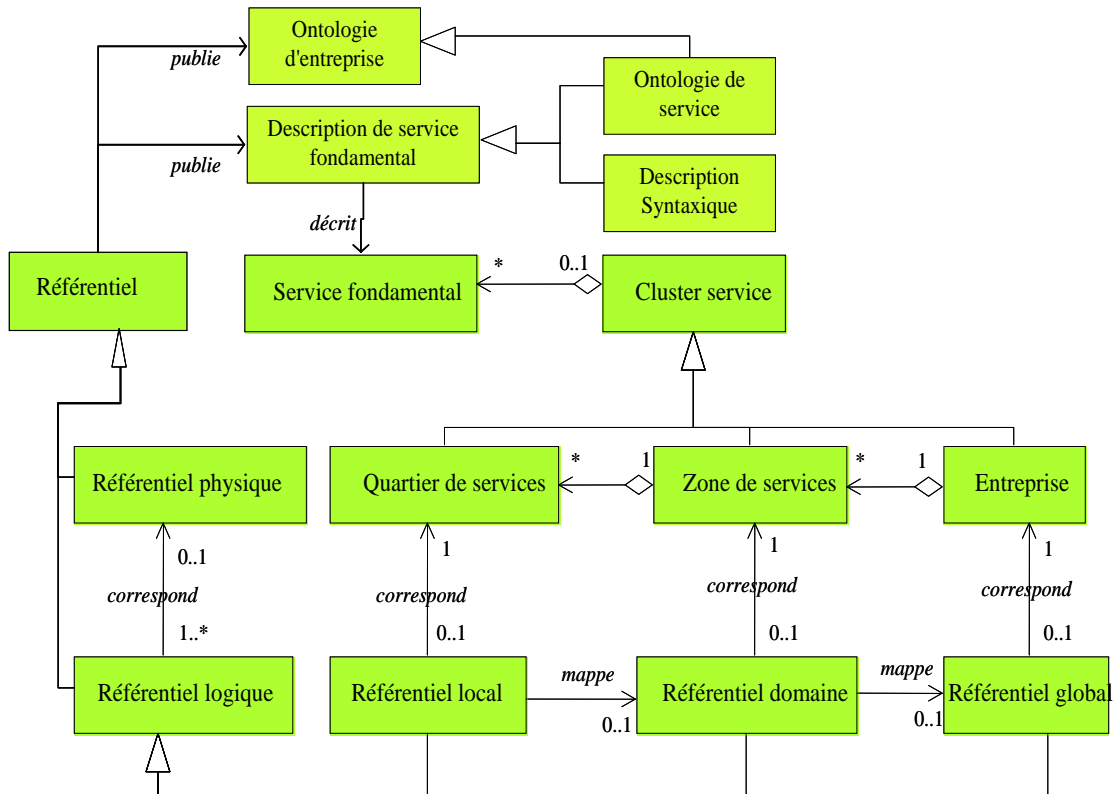 Ontologie
d'entreprise
publie
Ontologie de
service
Description de service
fondamental
publie
Description
Syntaxique
décrit
Référentiel
Service fondamental
*
0..1
Cluster service
Référentiel physique
Quartier de services
*
1
Zone de services
*
1
Entreprise
0..1
1
1
1
correspond
correspond
correspond
correspond
1..*
0..1
0..1
0..1
Référentiel logique
Référentiel local
mappe
0..1
Référentiel domaine
mappe
0..1
Référentiel global